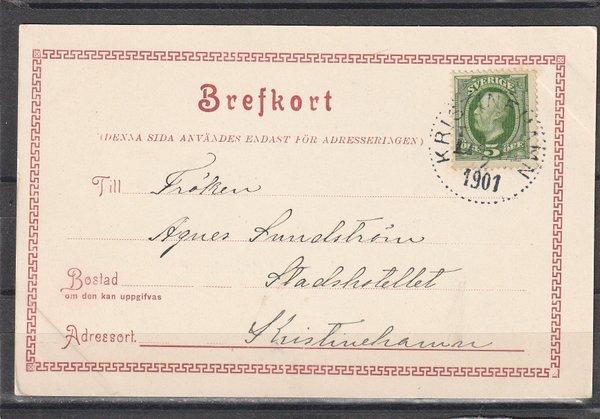 Brefkort
(DENNA SIDA ANVÄNDES ENDAST FÖR ADRESSERINGEN)
SVERIGE
5 ÖRE
KRISTINEHAMN
1901
Till Fröken
Agnes Lundström
Bostad Stadshotellet
om den kan uppgifvas
Adressort. Kristinehamn